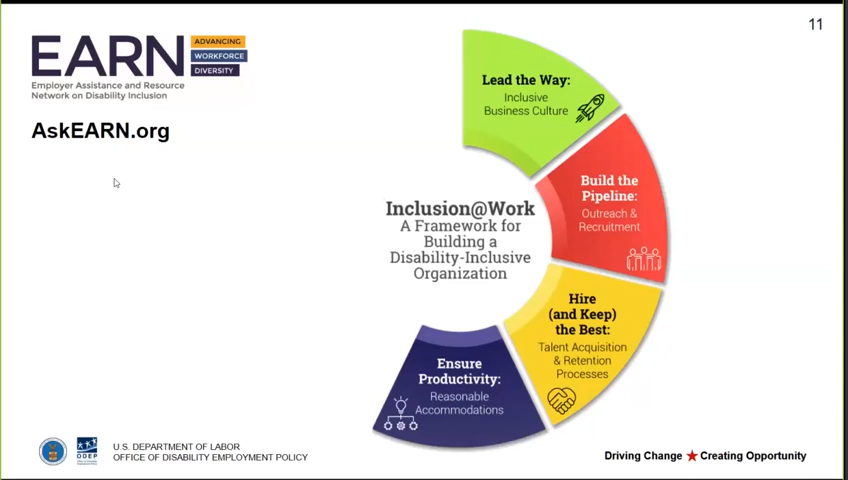 11
EARN
ADVANCING
WORKFORCE
DIVERSITY
Employer Assistance and Resource
Network on Disability Inclusion
AskEARN.org
Lead the Way:
Inclusive
Business Culture
Build the
Pipeline:
Outreach &
Recruitment
Inclusion@Work
A Framework for
Building a
Disability-Inclusive
Organization
Hire
(and Keep)
the Best:
Talent Acquisition
& Retention
Processes
Ensure
Productivity:
Reasonable
Accommodations
ODEP
U.S. DEPARTMENT OF LABOR
OFFICE OF DISABILITY EMPLOYMENT POLICY
Driving Change ★ Creating Opportunity